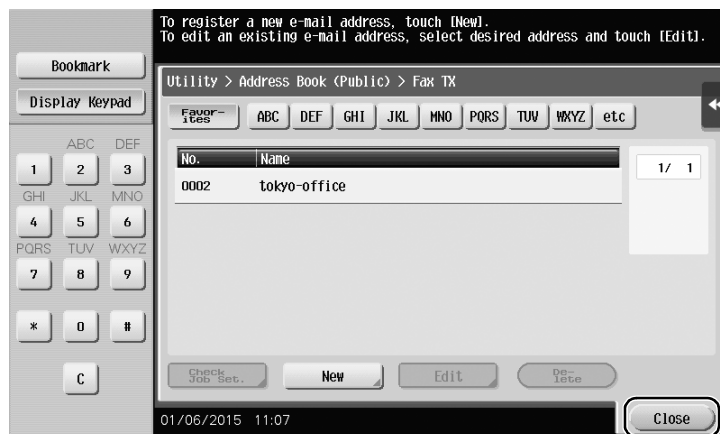 To register a new e-mail address, touch [New].
To edit an existing e-mail address, select desired address and touch [Edit].
Bookmark
Display Keypad
Utility > Address Book (Public) > Fax TX
Favor-
ites
ABC DEF GHI JKL MNO PQRS TUV WXYZ etc
No. Name
1/ 1
0002 tokyo-office
ABC DEF
1 2 3
GHI JKL MNO
4 5 6
PQRS TUV WXYZ
7 8 9
* 0 #
C
Check
Job Set.
New
Edit
De-
lete
01/06/2015 11:07
Close